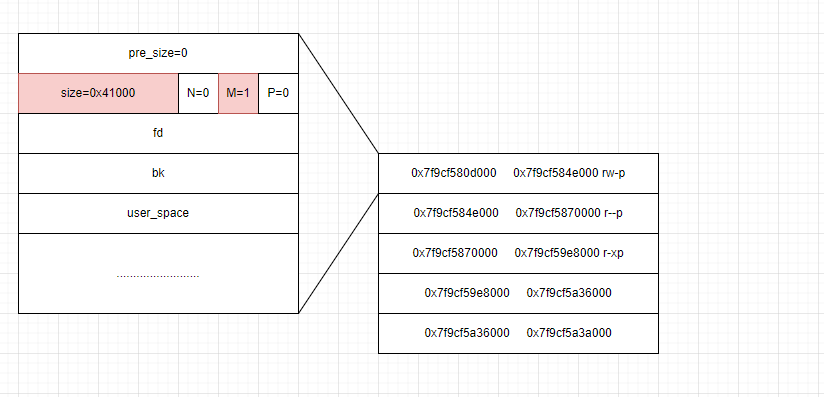 pre_size=0
size=0x41000 N=0 M=1 P=0
fd
bk
user_space
.........................
0x7f9cf580d000 0x7f9cf584e000 rw-p
0x7f9cf584e000 0x7f9cf5870000 r--p
0x7f9cf5870000 0x7f9cf59e8000 r-xp
0x7f9cf59e8000 0x7f9cf5a36000
0x7f9cf5a36000 0x7f9cf5a3a000